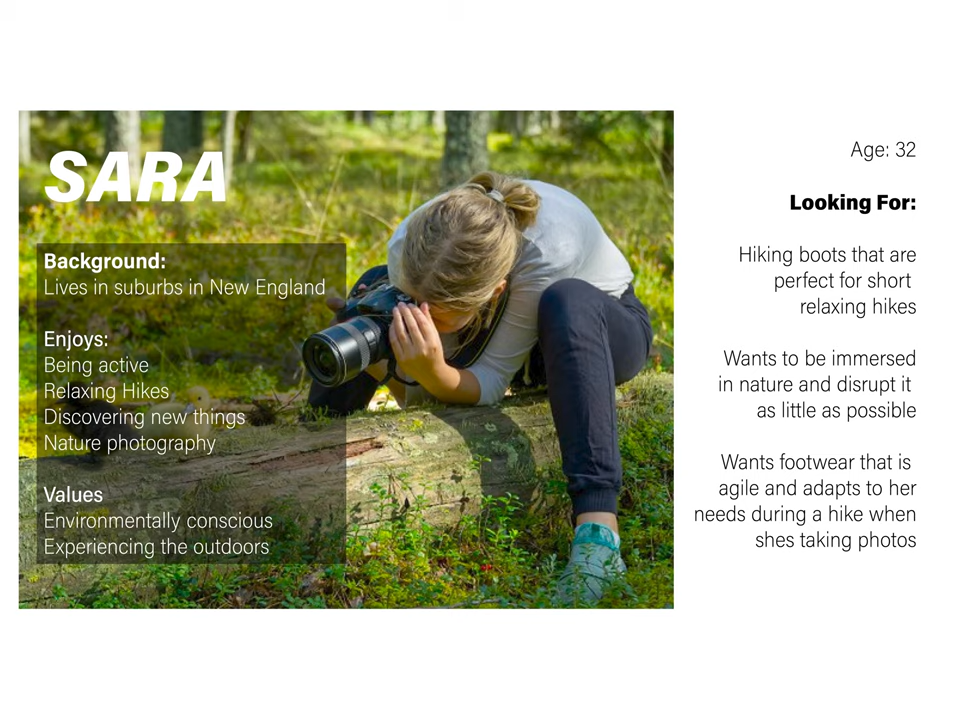 SARA
Background:
Lives in suburbs in New England
Enjoys:
Being active
Relaxing Hikes
Discovering new things
Nature photography
Values
Environmentally conscious
Experiencing the outdoors
Age: 32
Looking For:
Hiking boots that are
perfect for short
relaxing hikes
Wants to be immersed
in nature and disrupt it
as little as possible
Wants footwear that is
agile and adapts to her
needs during a hike when
shes taking photos